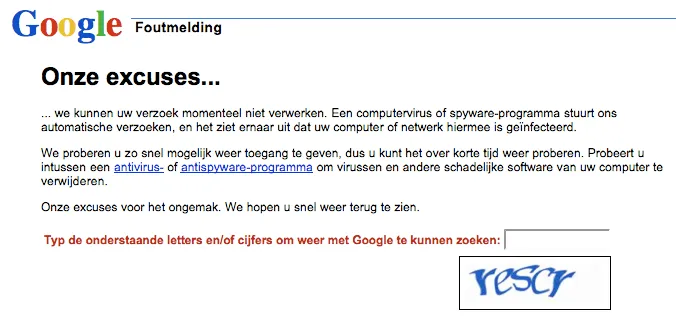 Google Foutmelding
Onze excuses...
... we kunnen uw verzoek momenteel niet verwerken. Een computervirus of spyware-programma stuurt ons
automatische verzoeken, en het ziet ernaar uit dat uw computer of netwerk hiermee is geïnfecteerd.
We proberen u zo snel mogelijk weer toegang te geven, dus u kunt het over korte tijd weer proberen. Probeert u
intussen een antivirus- of antispyware-programma om virussen en andere schadelijke software van uw computer te
verwijderen.
Onze excuses voor het ongemak. We hopen u snel weer terug te zien.
Typ de onderstaande letters en/of cijfers om weer met Google te kunnen zoeken:
rescr